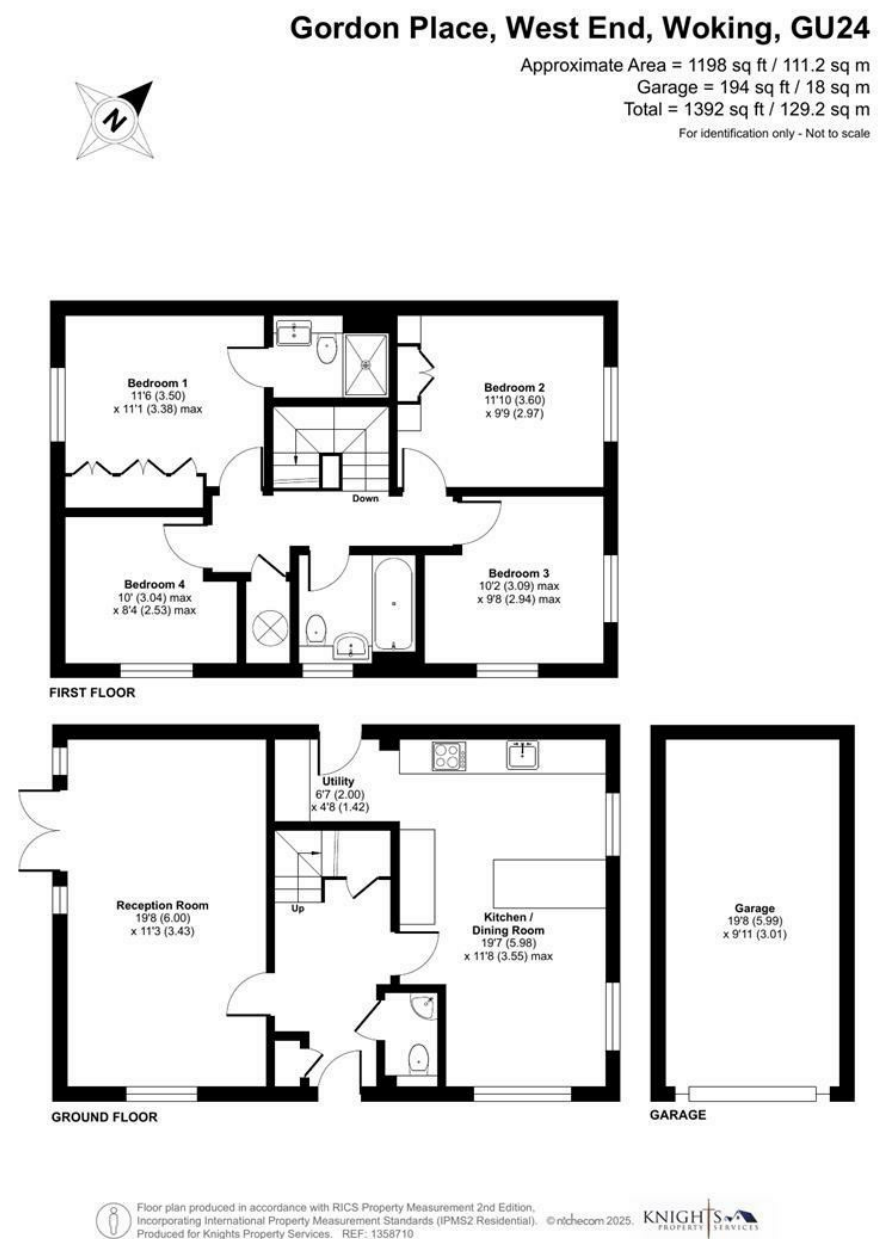 Gordon Place, West End, Woking, GU24
Approximate Area = 1198 sq ft / 111.2 sq m
Garage = 194 sq ft / 18 sq m
Total = 1392 sq ft / 129.2 sq m
For identification only - Not to scale
N
Bedroom 1
11'6 (3.50)
x 11'1 (3.38) max
Bedroom 2
11'10 (3.60)
x 9'9 (2.97)
Down
Bedroom 4
10' (3.04) max
x 8'4 (2.53) max
Bedroom 3
10'2 (3.09) max
x 9'8 (2.94) max
FIRST FLOOR
Utility
6'7 (2.00)
x 4'8 (1.42)
Up
Reception Room
19'8 (6.00)
x 11'3 (3.43)
Kitchen /
Dining Room
19'7 (5.98)
x 11'8 (3.55) max
Garage
19'8 (5.99)
x 9'11 (3.01)
GROUND FLOOR
GARAGE
Floor plan produced in accordance with RICS Property Measurement 2nd Edition,
Incorporating International Property Measurement Standards (IPMS2 Residential). ©ntchecom 2025.
Produced for Knights Property Services. REF: 1358710
KNIGHTS
PROPERTY SERVICES